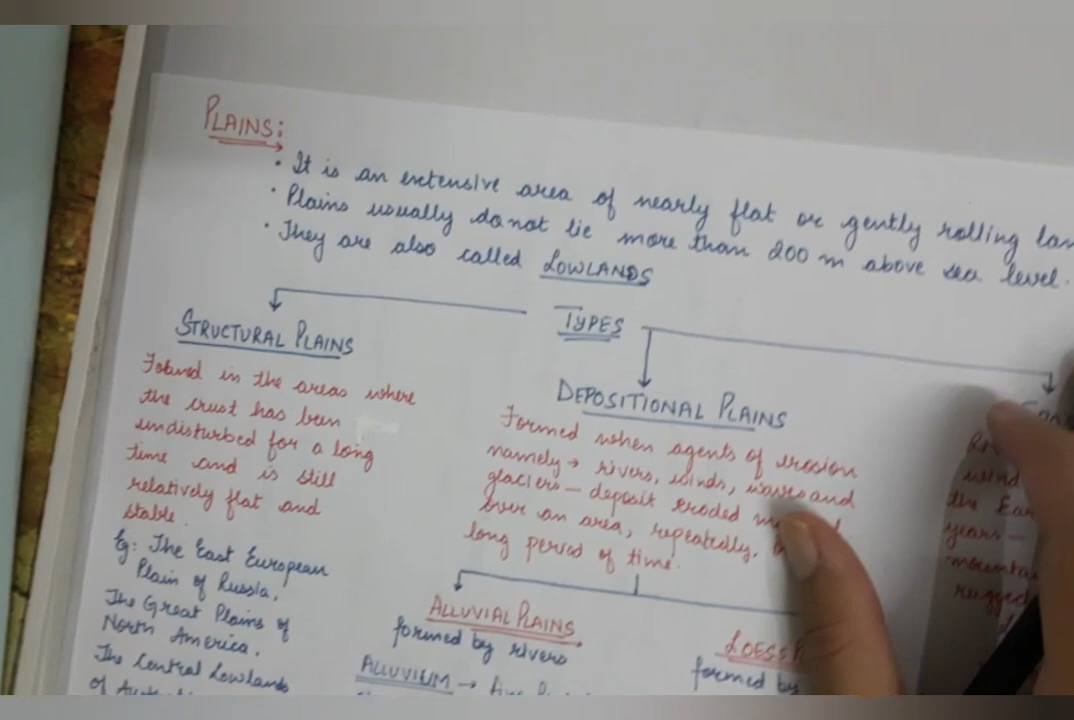 PLAINS:
• It is an extensive area of nearly flat or gently rolling
• Plains usually do not lie more than 200 m above sea level.
• They are also called LOWLANDS
TYPES
STRUCTURAL PLAINS
Found in the areas where
the crust has been
undisturbed for a long
time and is still
relatively flat and
stable.
Eg: The East European
Plain of Russia,
The Great Plains of
North America,
The Central Lowlands
of
DEPOSITIONAL PLAINS
Formed when agents of erosion
namely → rivers, winds, waves and
glaciers — deposit eroded
over an area, repeatedly,
long period of time.
ALLUVIAL PLAINS
formed by rivers
ALLUVIUM →
LOESS
formed by
wind
the
years —